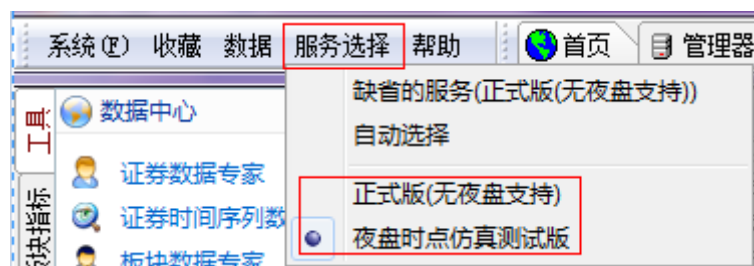 系统(F) 收藏 数据 服务选择 帮助 首页 管理器
缺省的服务(正式版(无夜盘支持))
自动选择
正式版(无夜盘支持)
夜盘时点仿真测试版
工具
块指标
数据中心
证券数据专家
证券时间序列数
板块数据专家